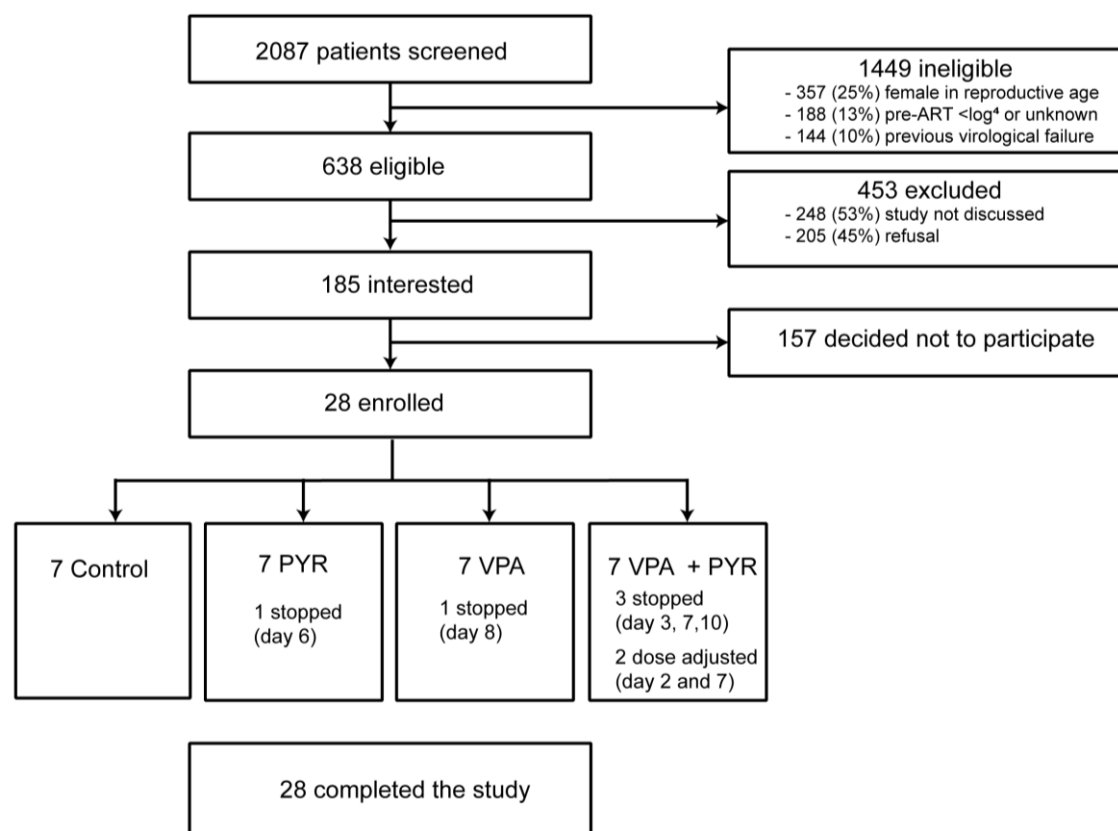 2087 patients screened
1449 ineligible
- 357 (25%) female in reproductive age
- 188 (13%) pre-ART <log⁴ or unknown
- 144 (10%) previous virological failure
638 eligible
453 excluded
- 248 (53%) study not discussed
- 205 (45%) refusal
185 interested
157 decided not to participate
28 enrolled
7 Control
7 PYR
1 stopped
(day 6)
7 VPA
1 stopped
(day 8)
7 VPA + PYR
3 stopped
(day 3, 7,10)
2 dose adjusted
(day 2 and 7)
28 completed the study